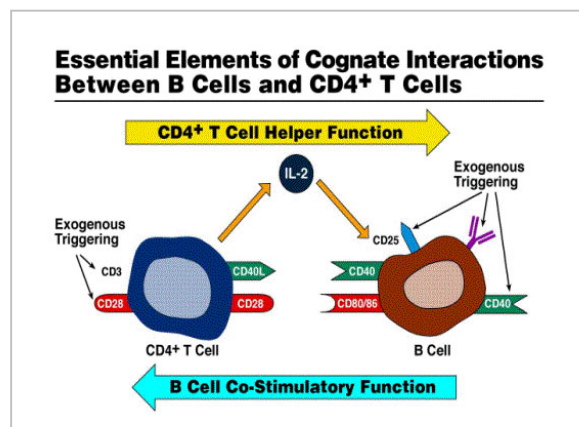 Essential Elements of Cognate Interactions
Between B Cells and CD4+ T Cells
CD4+ T Cell Helper Function
IL-2
Exogenous
Triggering
Exogenous
Triggering
CD25
CD3
CD40L
CD40
CD28
CD28
CD80/86
CD40
CD4+ T Cell
B Cell
B Cell Co-Stimulatory Function